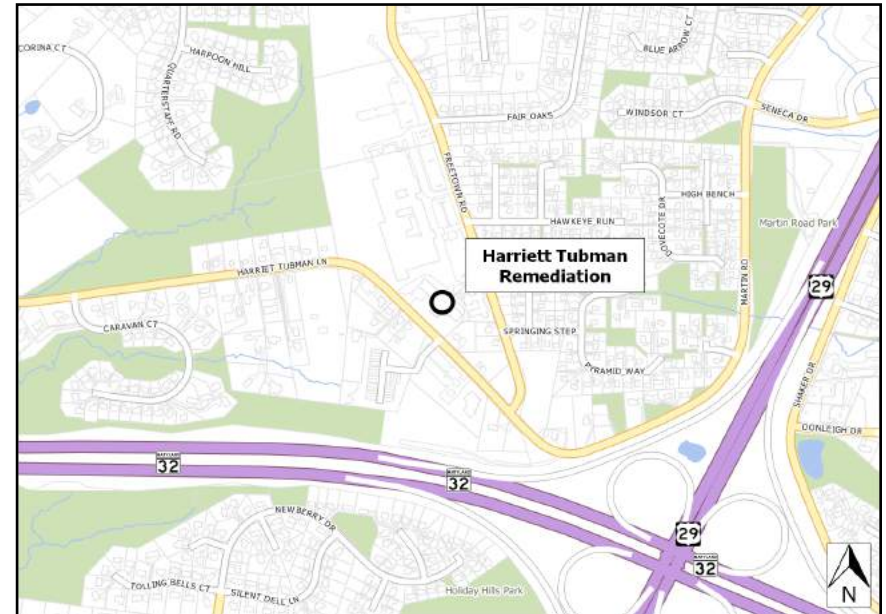 CORINA CT
HARPOON HILL
QUARTERSTAFF RD
BLUE ARROW CT
WINDSOR CT
SENECA DR
FAIR OAKS
FREETOWN RD
HIGH BENCH
HAWKEYE RUN
DOVECOTE DR
Martin Road Park
Harriett Tubman
Remediation
HARRIET TUBMAN LN
MARTIN RD
29
CARAVAN CT
SPRINGING STEP
PYRAMID WAY
SHAKER DR
DONLEIGH DR
MARYLAND
32
MARYLAND
32
NEWBERRY DR
29
MARYLAND
32
TOLLING BELLS CT
SILENT DELL LN
Holiday Hills Park
N